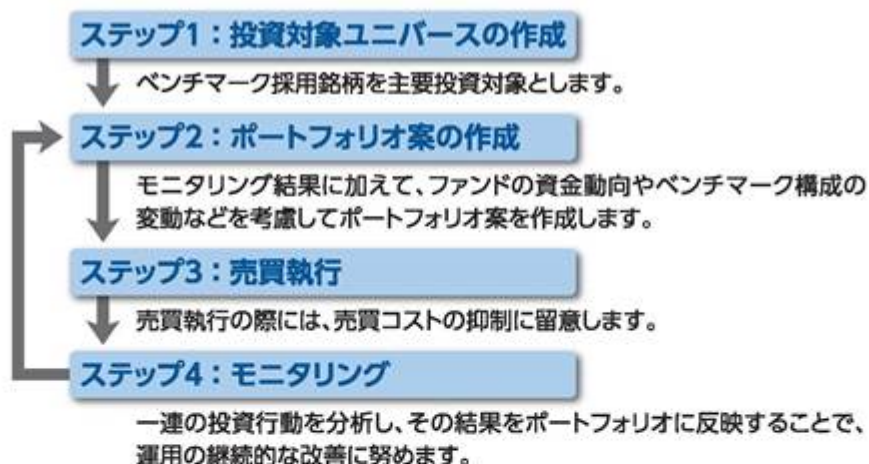 ステップ1：投資対象ユニバースの作成
ベンチマーク採用銘柄を主要投資対象とします。
ステップ2：ポートフォリオ案の作成
モニタリング結果に加えて、ファンドの資金動向やベンチマーク構成の
変動などを考慮してポートフォリオ案を作成します。
ステップ3：売買執行
売買執行の際には、売買コストの抑制に留意します。
ステップ4：モニタリング
一連の投資行動を分析し、その結果をポートフォリオに反映することで、
運用の継続的な改善に努めます。